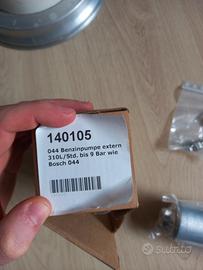 140105
044 Benzinpumpe extern
310L/Std. bis 9 Bar wie
Bosch 044
Subito